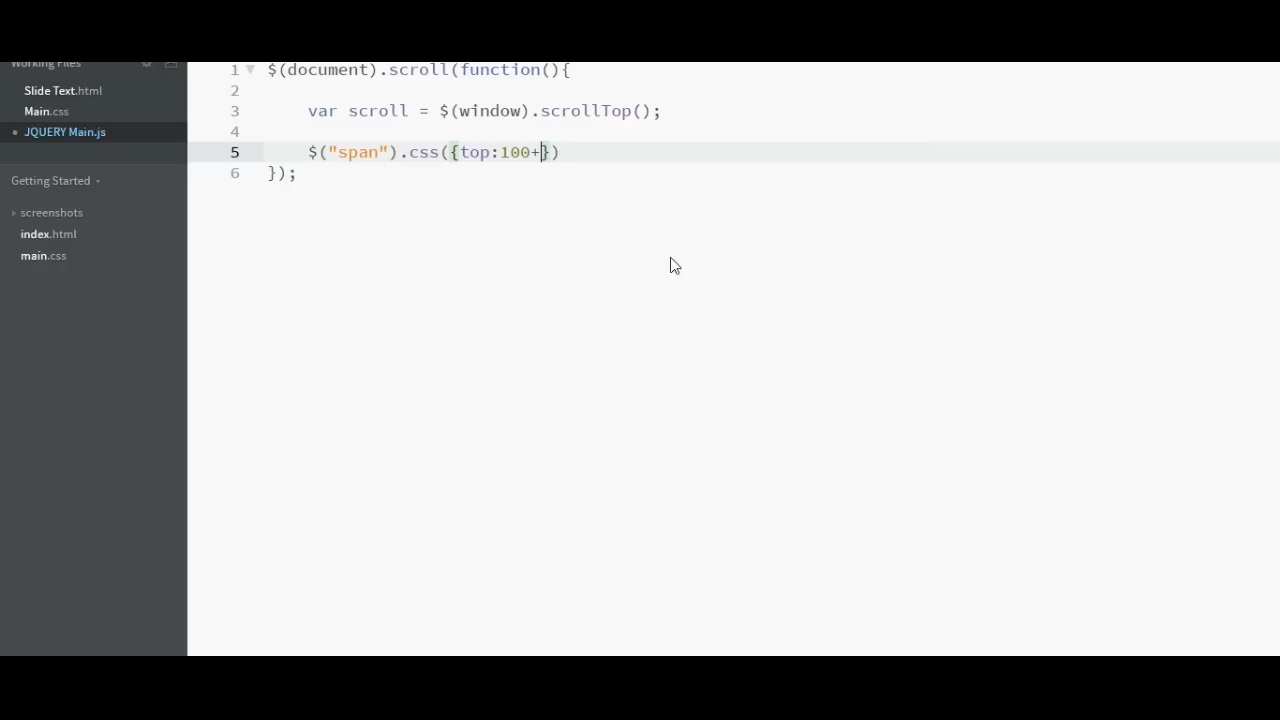 Working Files
Slide Text.html
Main.css
JQUERY Main.js
Getting Started
screenshots
index.html
main.css
1 $(document).scroll(function(){
2
3 var scroll = $(window).scrollTop();
4
5 $("span").css({top:100+})
6 });